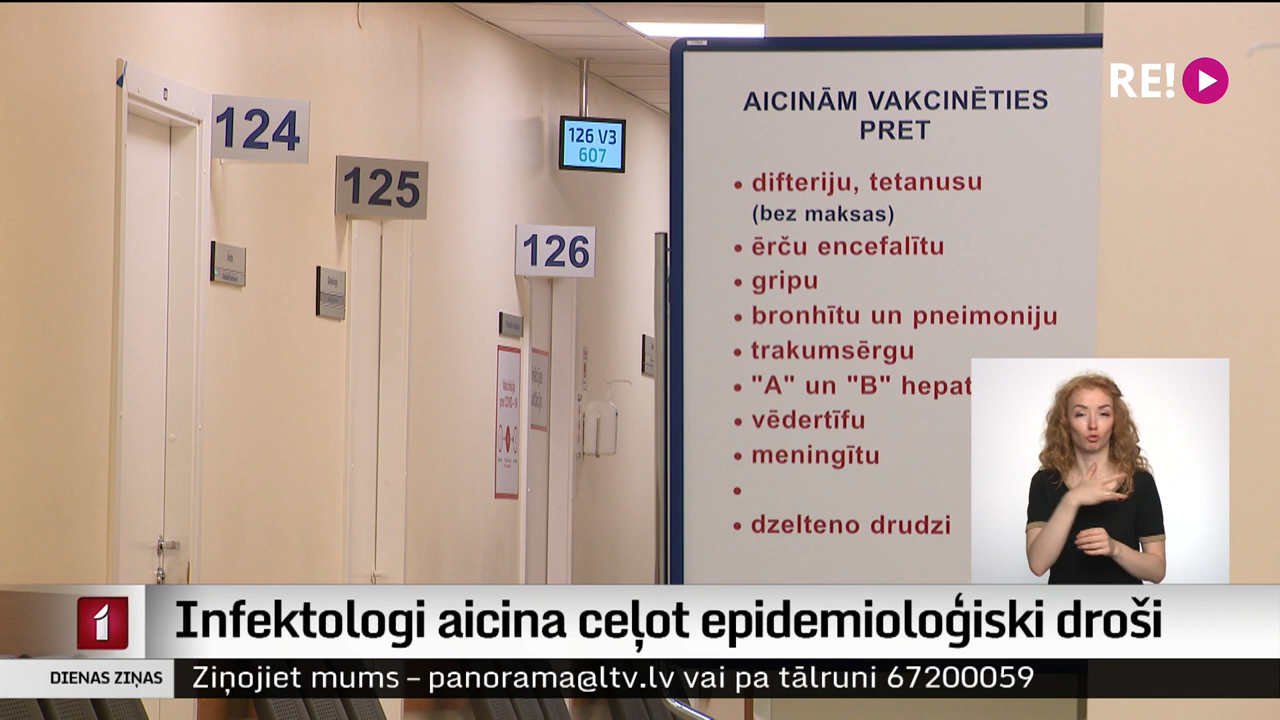 RE!
124
125
126 V3
607
126
AICINĀM VAKCINĒTIES
PRET
• difteriju, tetanusu
(bez maksas)
• ērču encefalītu
• gripu
• bronhītu un pneimoniju
• trakumsērgu
• "A" un "B" hepat
• vēdertīfu
• meningītu
•
• dzelteno drudzi
1
Infektologi aicina ceļot epidemioloģiski droši
DIENAS ZIŅAS
Ziņojiet mums – panorama@ltv.lv vai pa tālruni 67200059